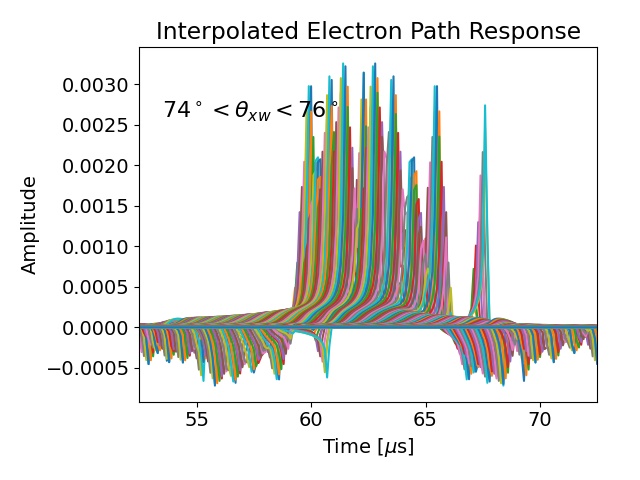 Interpolated Electron Path Response
74° < θxw < 76°
Amplitude
0.0030
0.0025
0.0020
0.0015
0.0010
0.0005
0.0000
−0.0005
55 60 65 70
Time [μs]